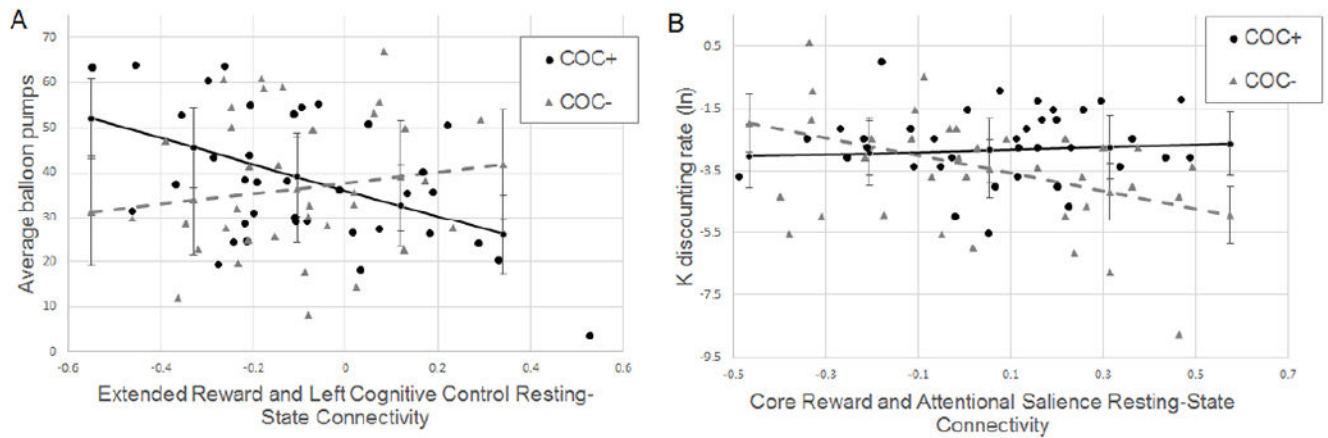 A
70
60
50
40
30
20
10
0
Average balloon pumps
COC+
COC-
-0.6
-0.4
-0.2
0
0.2
0.4
0.6
Extended Reward and Left Cognitive Control Resting-
State Connectivity
B
0.5
-1.5
-3.5
-5.5
-7.5
-9.5
K discounting rate (ln)
COC+
COC-
-0.5
-0.3
-0.1
0.1
0.3
0.5
0.7
Core Reward and Attentional Salience Resting-State
Connectivity